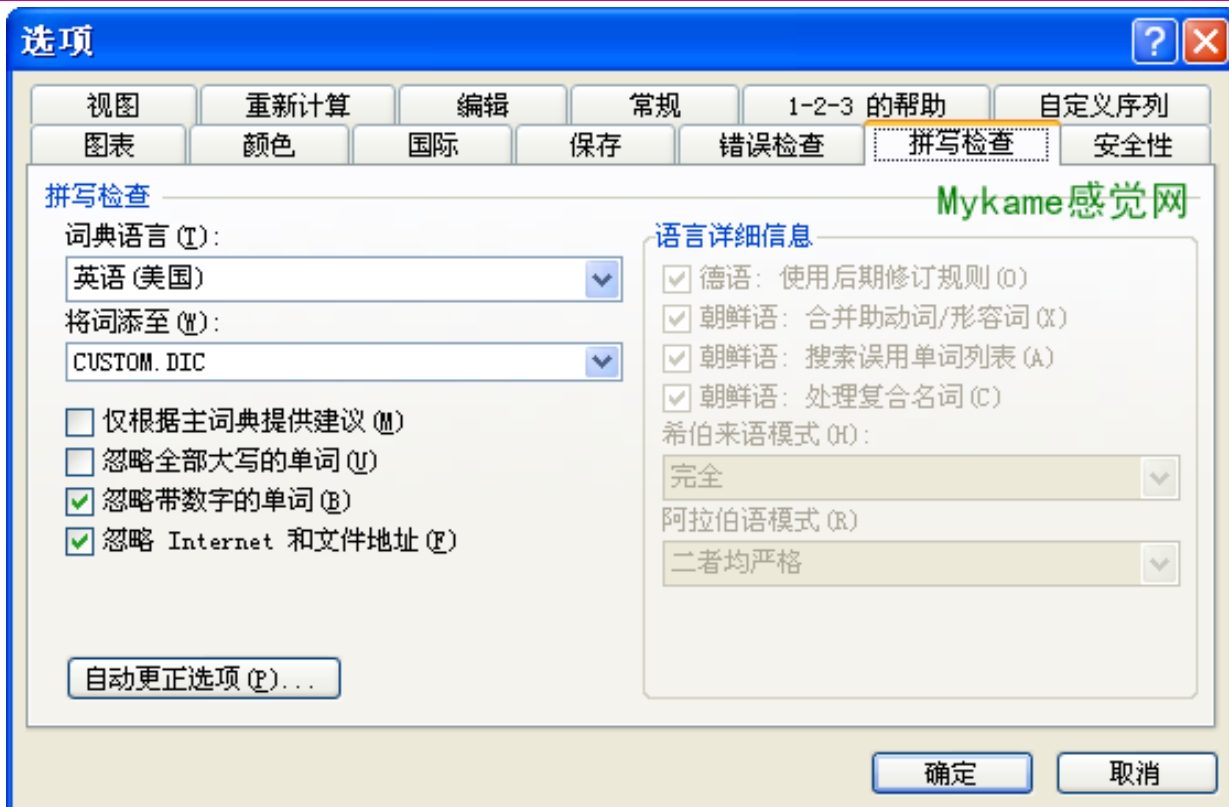 选项
视图 重新计算 编辑 常规 1-2-3 的帮助 自定义序列
图表 颜色 国际 保存 错误检查 拼写检查 安全性
拼写检查
Mykame感觉网
词典语言(T):
英语(美国)
将词添至(W):
CUSTOM.DIC
仅根据主词典提供建议(M)
忽略全部大写的单词(U)
忽略带数字的单词(B)
忽略 Internet 和文件地址(F)
自动更正选项(P)...
语言详细信息
德语: 使用后期修订规则(O)
朝鲜语: 合并助动词/形容词(X)
朝鲜语: 搜索误用单词列表(A)
朝鲜语: 处理复合名词(C)
希伯来语模式(H):
完全
阿拉伯语模式(R)
二者均严格
确定 取消